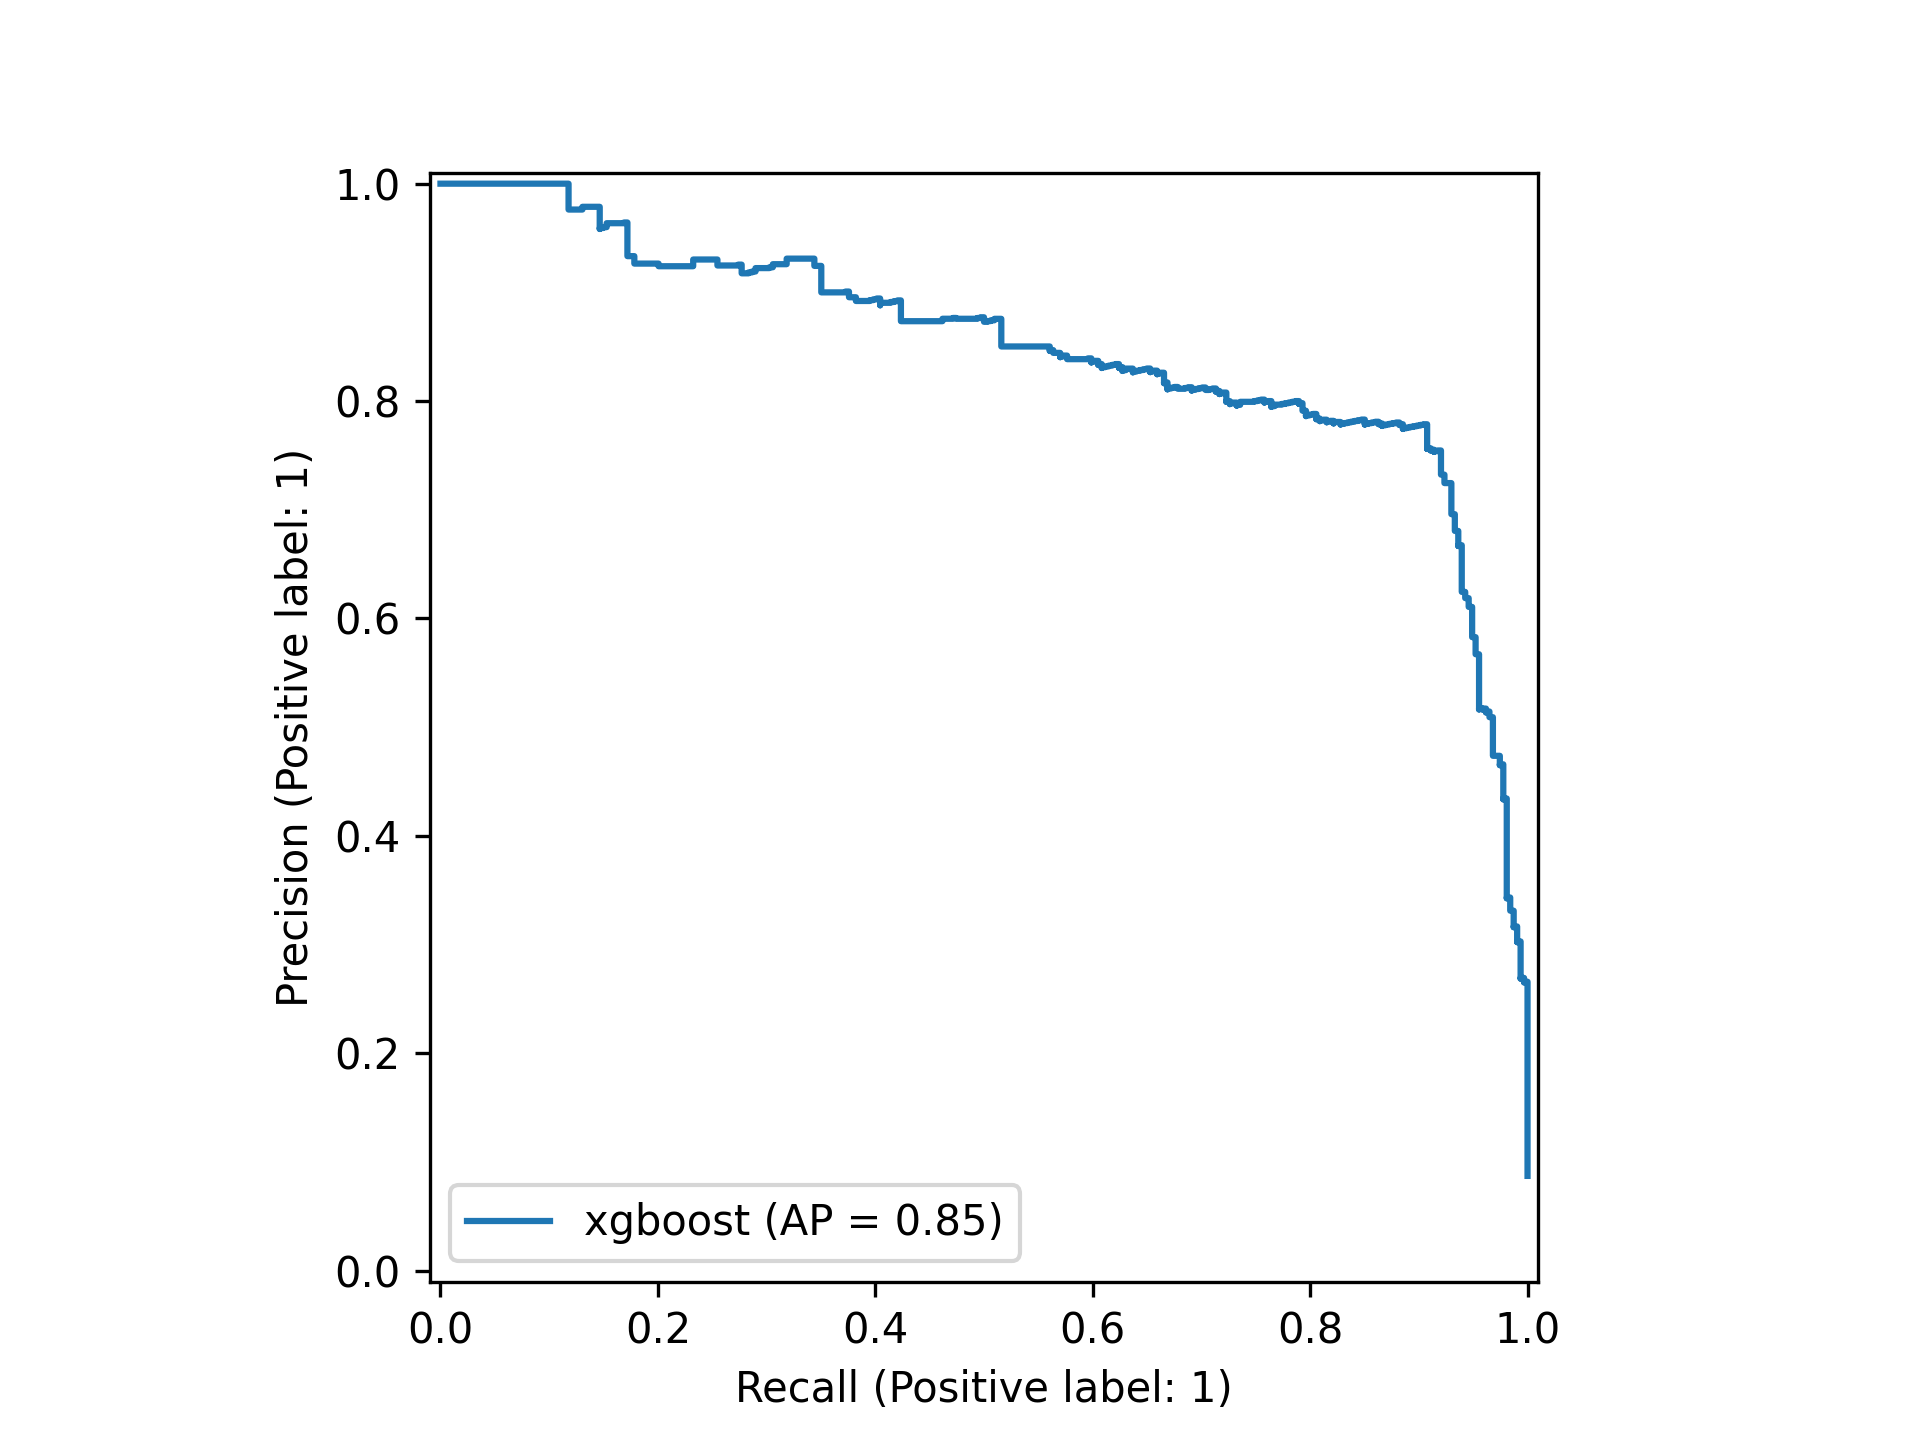 1.0
0.8
0.6
0.4
0.2
0.0
Precision (Positive label: 1)
xgboost (AP = 0.85)
0.0 0.2 0.4 0.6 0.8 1.0
Recall (Positive label: 1)